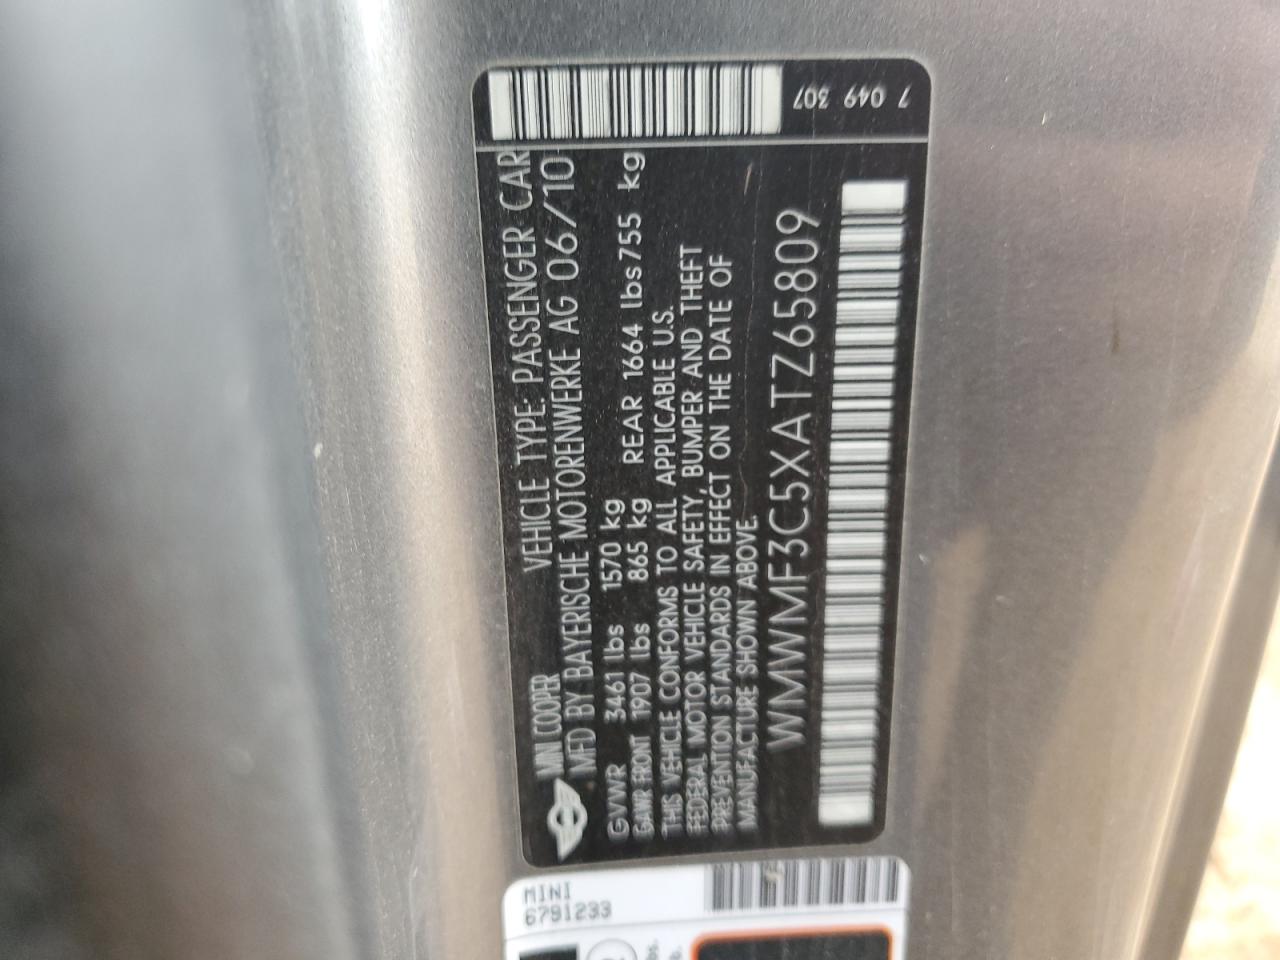 7 049 307
MINI COOPER VEHICLE TYPE: PASSENGER CAR
MFD BY BAYERISCHE MOTORENWERKE AG 06/10
GVWR 3461 lbs 1570 kg
GAWR FRONT 1907 lbs 865 kg REAR 1664 lbs 755 kg
THIS VEHICLE CONFORMS TO ALL APPLICABLE U.S.
FEDERAL MOTOR VEHICLE SAFETY, BUMPER AND THEFT
PREVENTION STANDARDS IN EFFECT ON THE DATE OF
MANUFACTURE SHOWN ABOVE.
WMWMF3C5XATZ65809
MINI
6791233